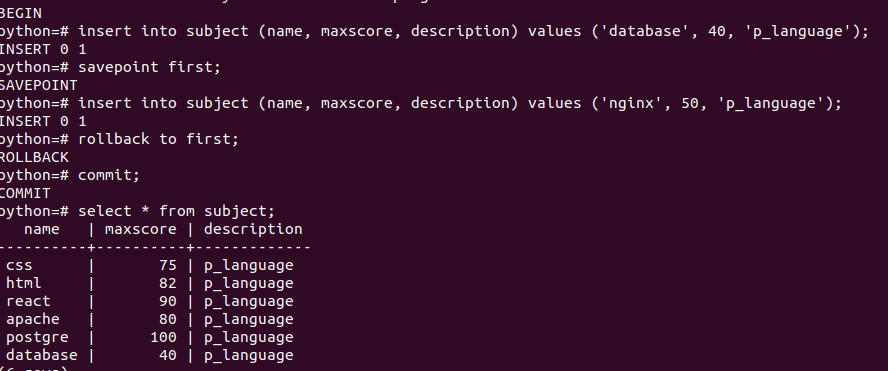 BEGIN
python=# insert into subject (name, maxscore, description) values ('database', 40, 'p_language');
INSERT 0 1
python=# savepoint first;
SAVEPOINT
python=# insert into subject (name, maxscore, description) values ('nginx', 50, 'p_language');
INSERT 0 1
python=# rollback to first;
ROLLBACK
python=# commit;
COMMIT
python=# select * from subject;
   name   | maxscore | description
----------+----------+-------------
 css      |       75 | p_language
 html     |       82 | p_language
 react    |       90 | p_language
 apache   |       80 | p_language
 postgre  |      100 | p_language
 database |       40 | p_language